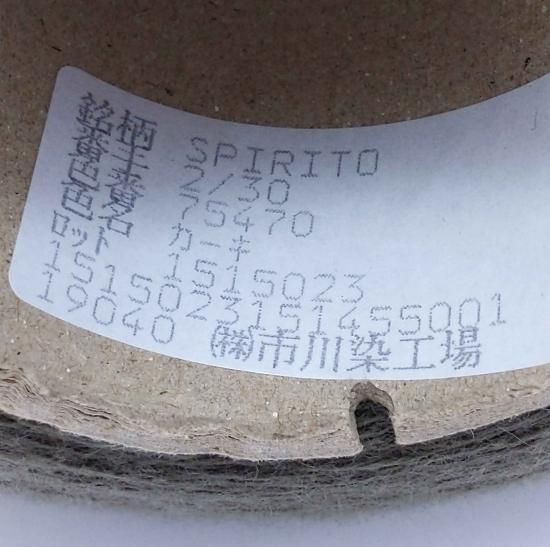 銘柄 SPIRITO
番手 2/30
色番 75470
色名 カーキ
ロット 1515023
1515023151455001
19040 ㈱市川染工場